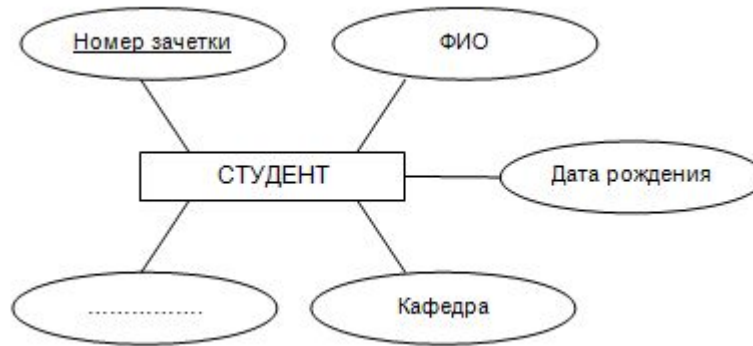 Номер зачетки
ФИО
СТУДЕНТ
Дата рождения
................
Кафедра